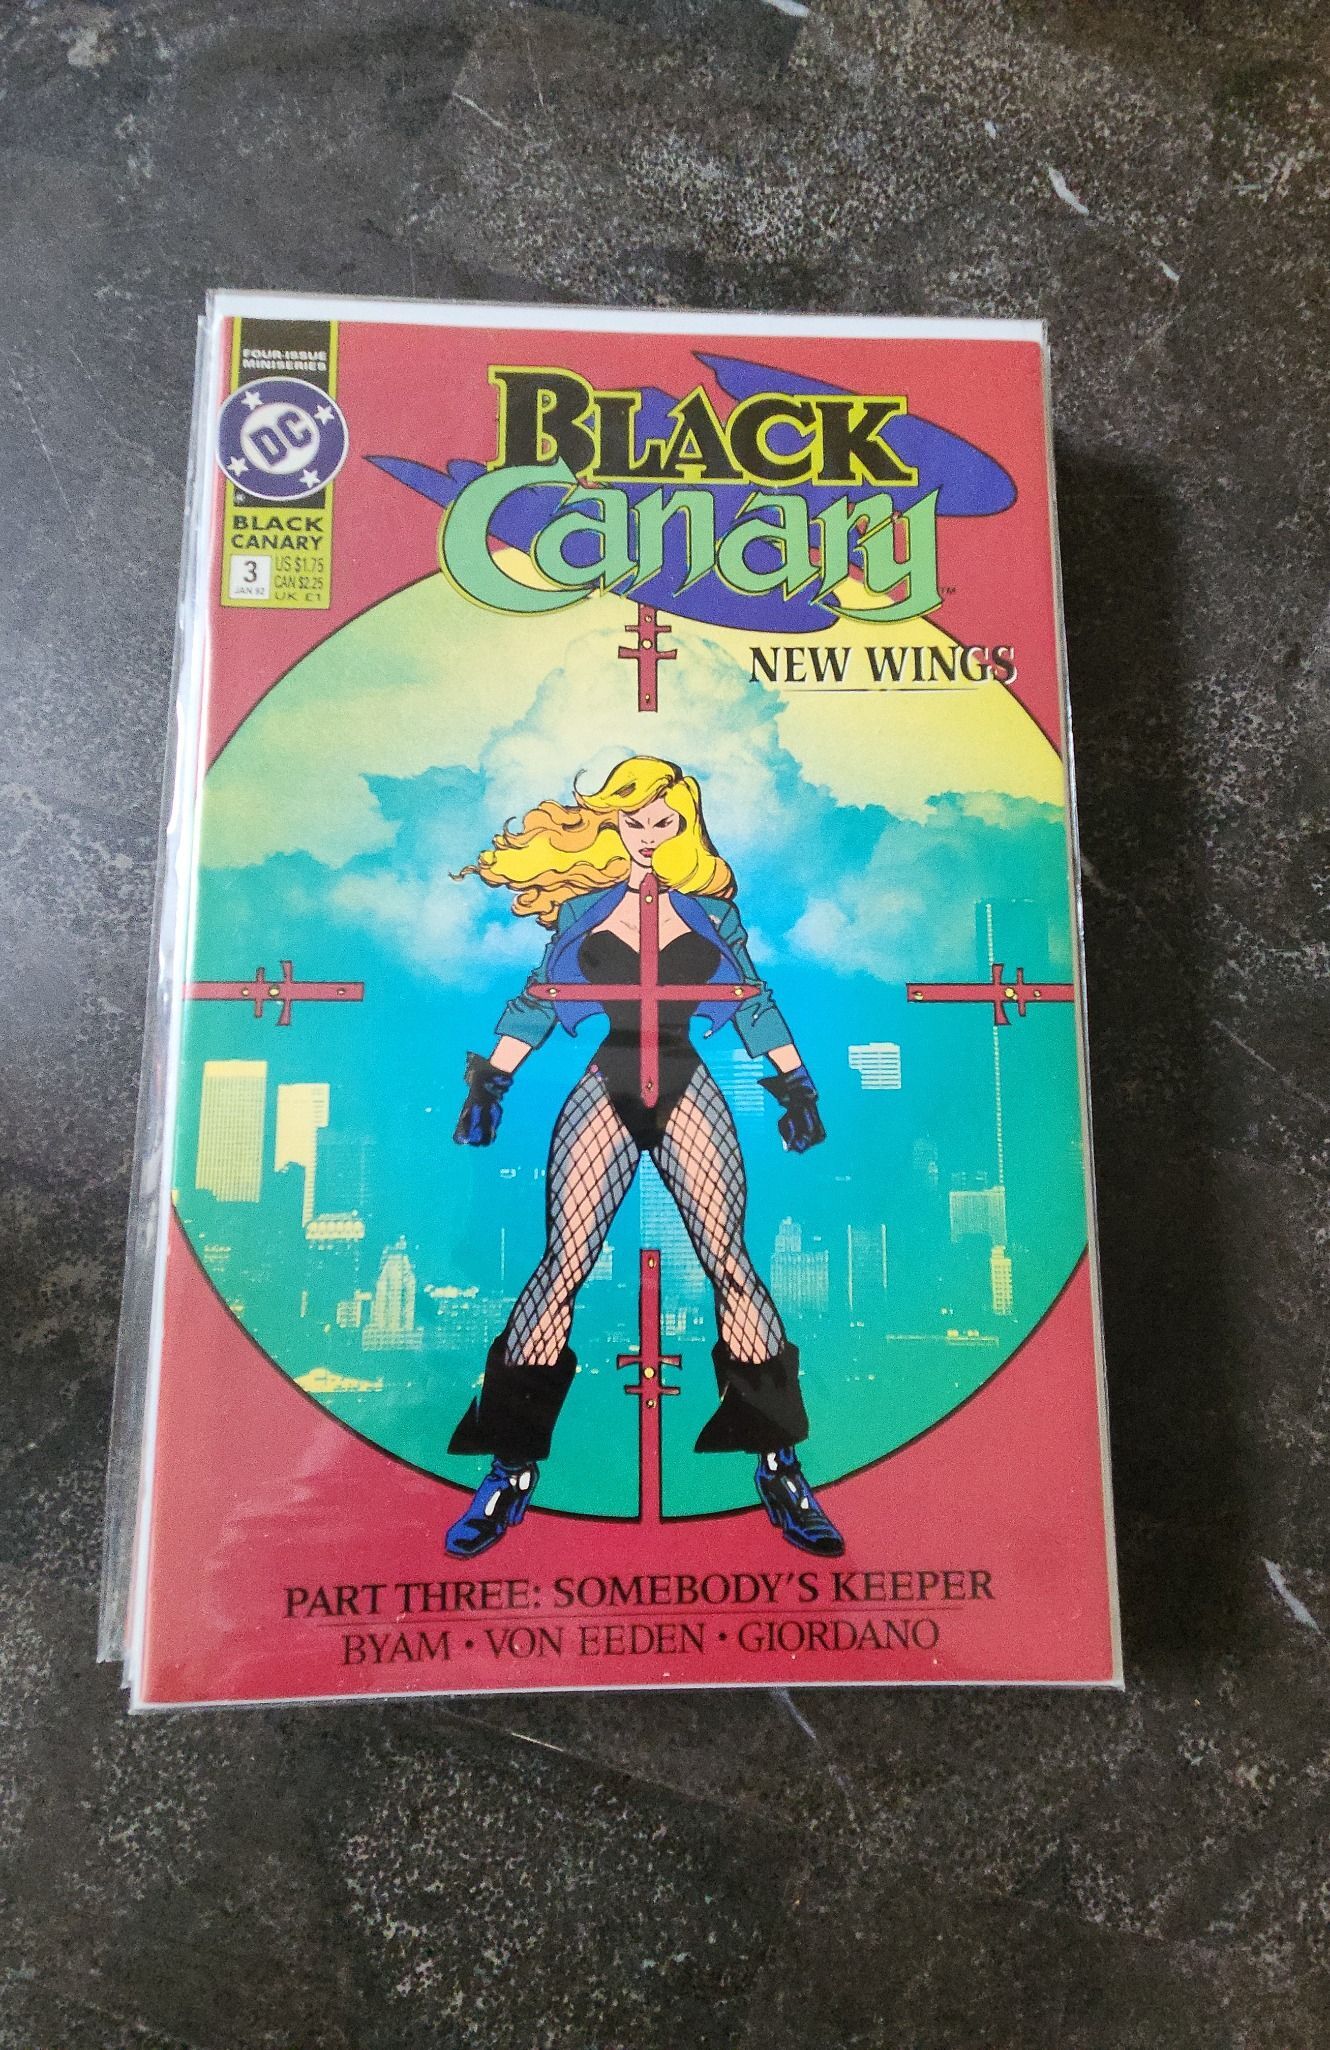 FOUR-ISSUE
MINISERIES
DC
BLACK
CANARY
3
JAN 92
US $1.75
CAN $2.25
UK £1
BLACK
Canary
TM
NEW WINGS
PART THREE: SOMEBODY'S KEEPER
BYAM • VON EEDEN • GIORDANO